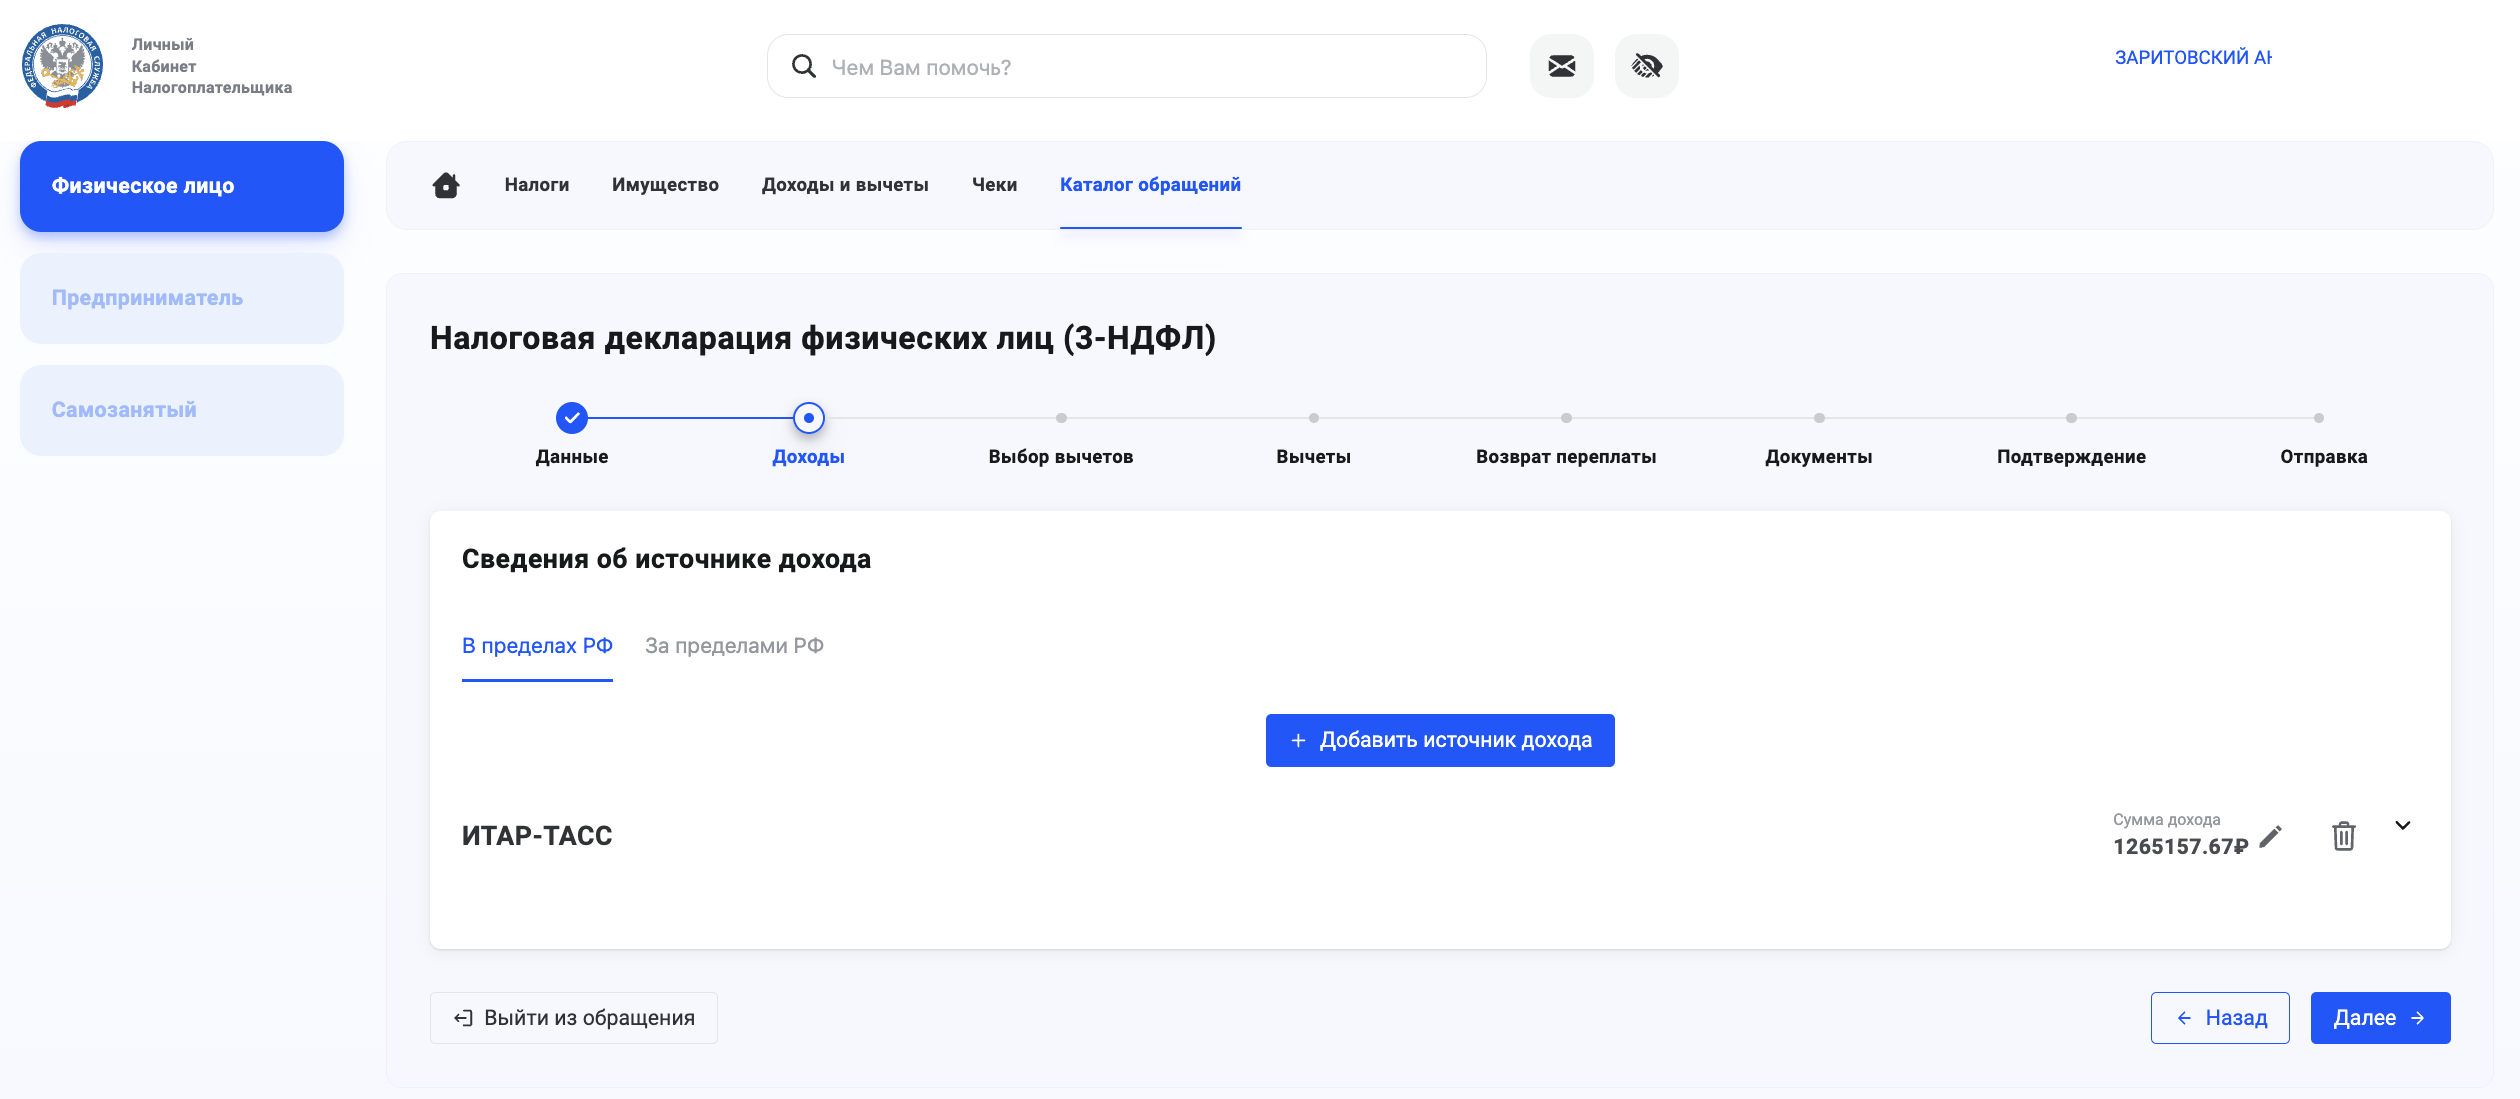 ФЕДЕРАЛЬНАЯ НАЛОГОВАЯ СЛУЖБА
Личный
Кабинет
Налогоплательщика
Чем Вам помочь?
ЗАРИТОВСКИЙ
Физическое лицо
Предприниматель
Самозанятый
Налоги Имущество Доходы и вычеты Чеки Каталог обращений
Налоговая декларация физических лиц (3-НДФЛ)
Данные Доходы Выбор вычетов Вычеты Возврат переплаты Документы Подтверждение Отправка
Сведения об источнике дохода
В пределах РФ За пределами РФ
+ Добавить источник дохода
ИТАР-ТАСС
Сумма дохода
1265157.67₽
Выйти из обращения
← Назад
Далее →